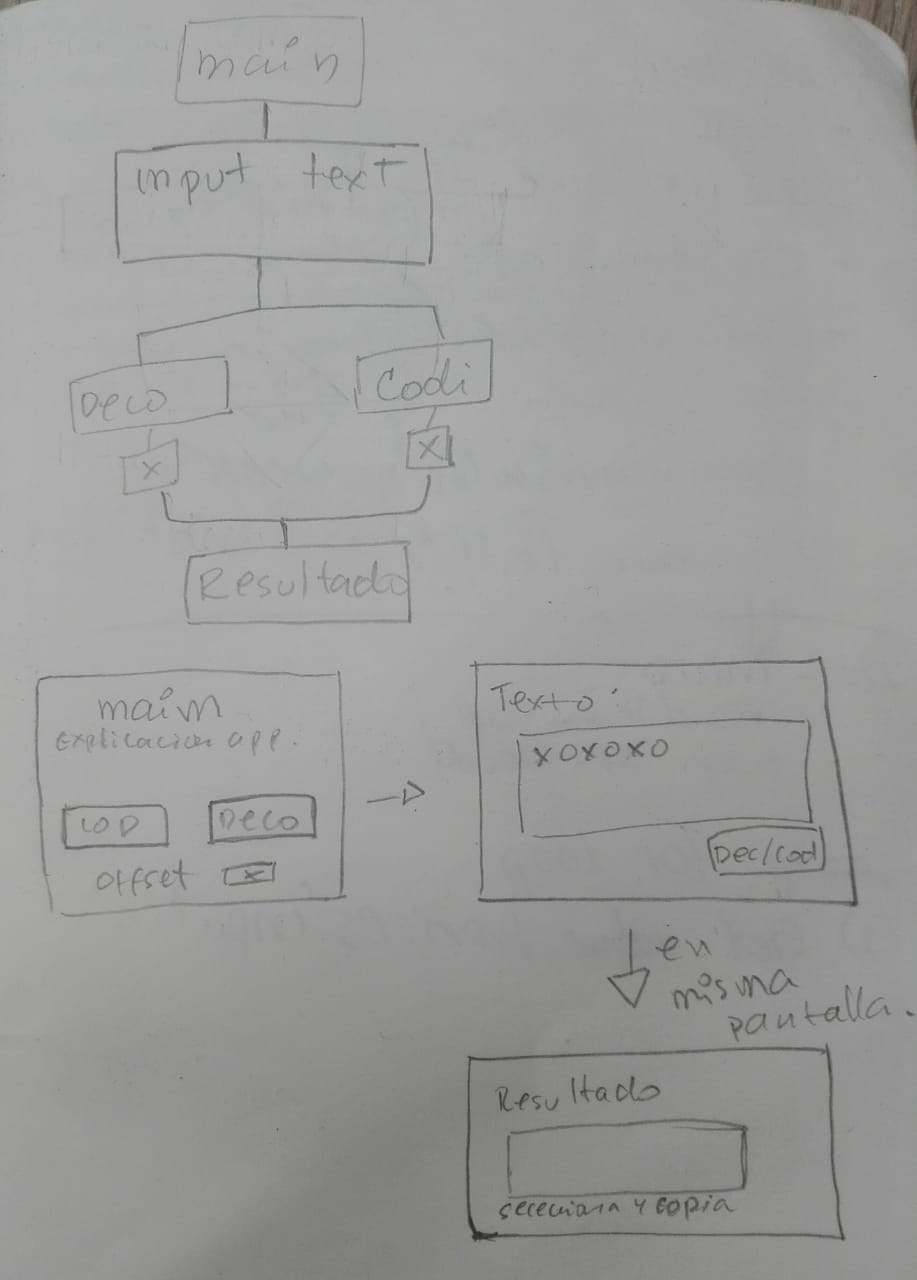 main
input text
Deco
Codi
X
X
Resultado
main
Explicacion app.
COD
Deco
offset x
Texto:
xoxoxo
Dec/cod
en
misma
pantalla.
Resultado
y copia